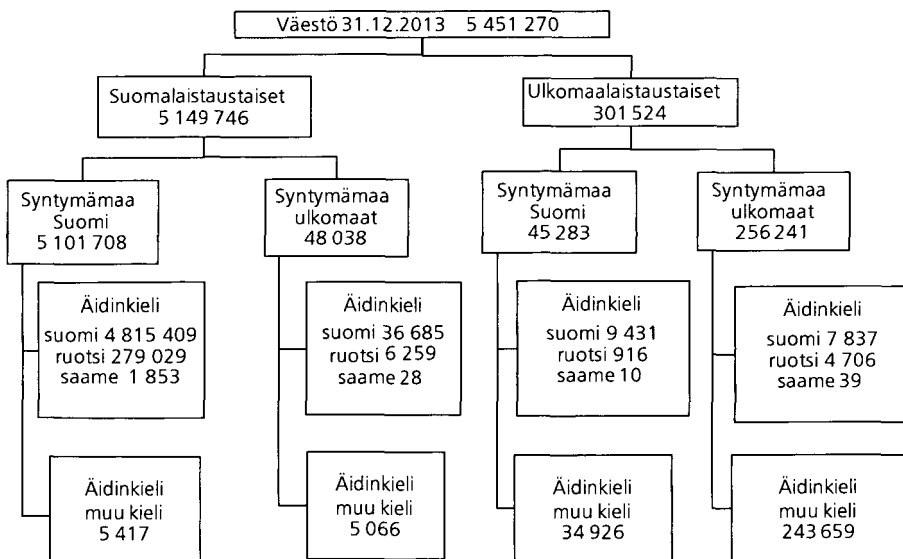 Väestö 31.12.2013 5 451 270
Suomalaistaustaiset
5 149 746
Ulkomaalaistaustaiset
301 524
Syntymämaa
Suomi
5 101 708
Syntymämaa
ulkomaat
48 038
Syntymämaa
Suomi
45 283
Syntymämaa
ulkomaat
256 241
Äidinkieli
suomi 4 815 409
ruotsi 279 029
saame 1 853
Äidinkieli
suomi 36 685
ruotsi 6 259
saame 28
Äidinkieli
suomi 9 431
ruotsi 916
saame 10
Äidinkieli
suomi 7 837
ruotsi 4 706
saame 39
Äidinkieli
muu kieli
5 417
Äidinkieli
muu kieli
5 066
Äidinkieli
muu kieli
34 926
Äidinkieli
muu kieli
243 659